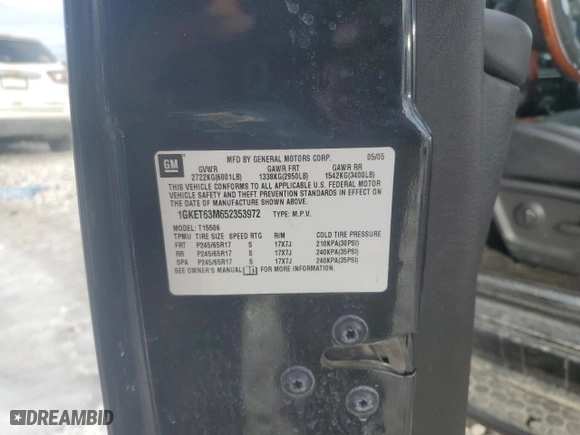 GM
MFD BY GENERAL MOTORS CORP. 05/05
GVWR GAWR FRT GAWR RR
2722KG(6001LB) 1338KG(2950LB) 1542KG(3400LB)
THIS VEHICLE CONFORMS TO ALL APPLICABLE U.S. FEDERAL MOTOR
VEHICLE SAFETY AND THEFT PREVENTION STANDARDS IN EFFECT ON
THE DATE OF MANUFACTURE SHOWN ABOVE.
1GKET63M652353972 TYPE: M.P.V.
MODEL: T15506
TPMU TIRE SIZE SPEED RTG RIM COLD TIRE PRESSURE
FRT P245/65R17 S 17X7J 210KPA(30PSI)
RR P245/65R17 S 17X7J 240KPA(35PSI)
SPA P245/65R17 S 17X7J 240KPA(35PSI)
SEE OWNER'S MANUAL FOR MORE INFORMATION.
DREAMBID